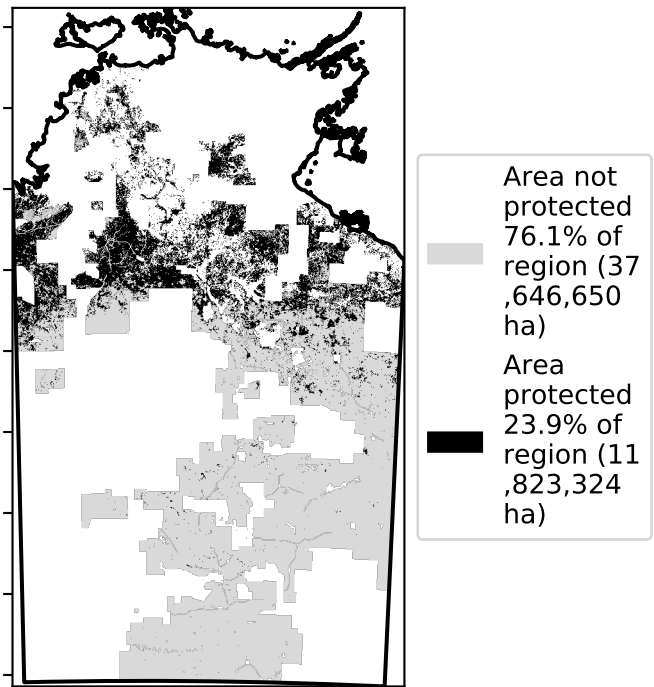 Area not
protected
76.1% of
region (37
,646,650
ha)
Area
protected
23.9% of
region (11
,823,324
ha)